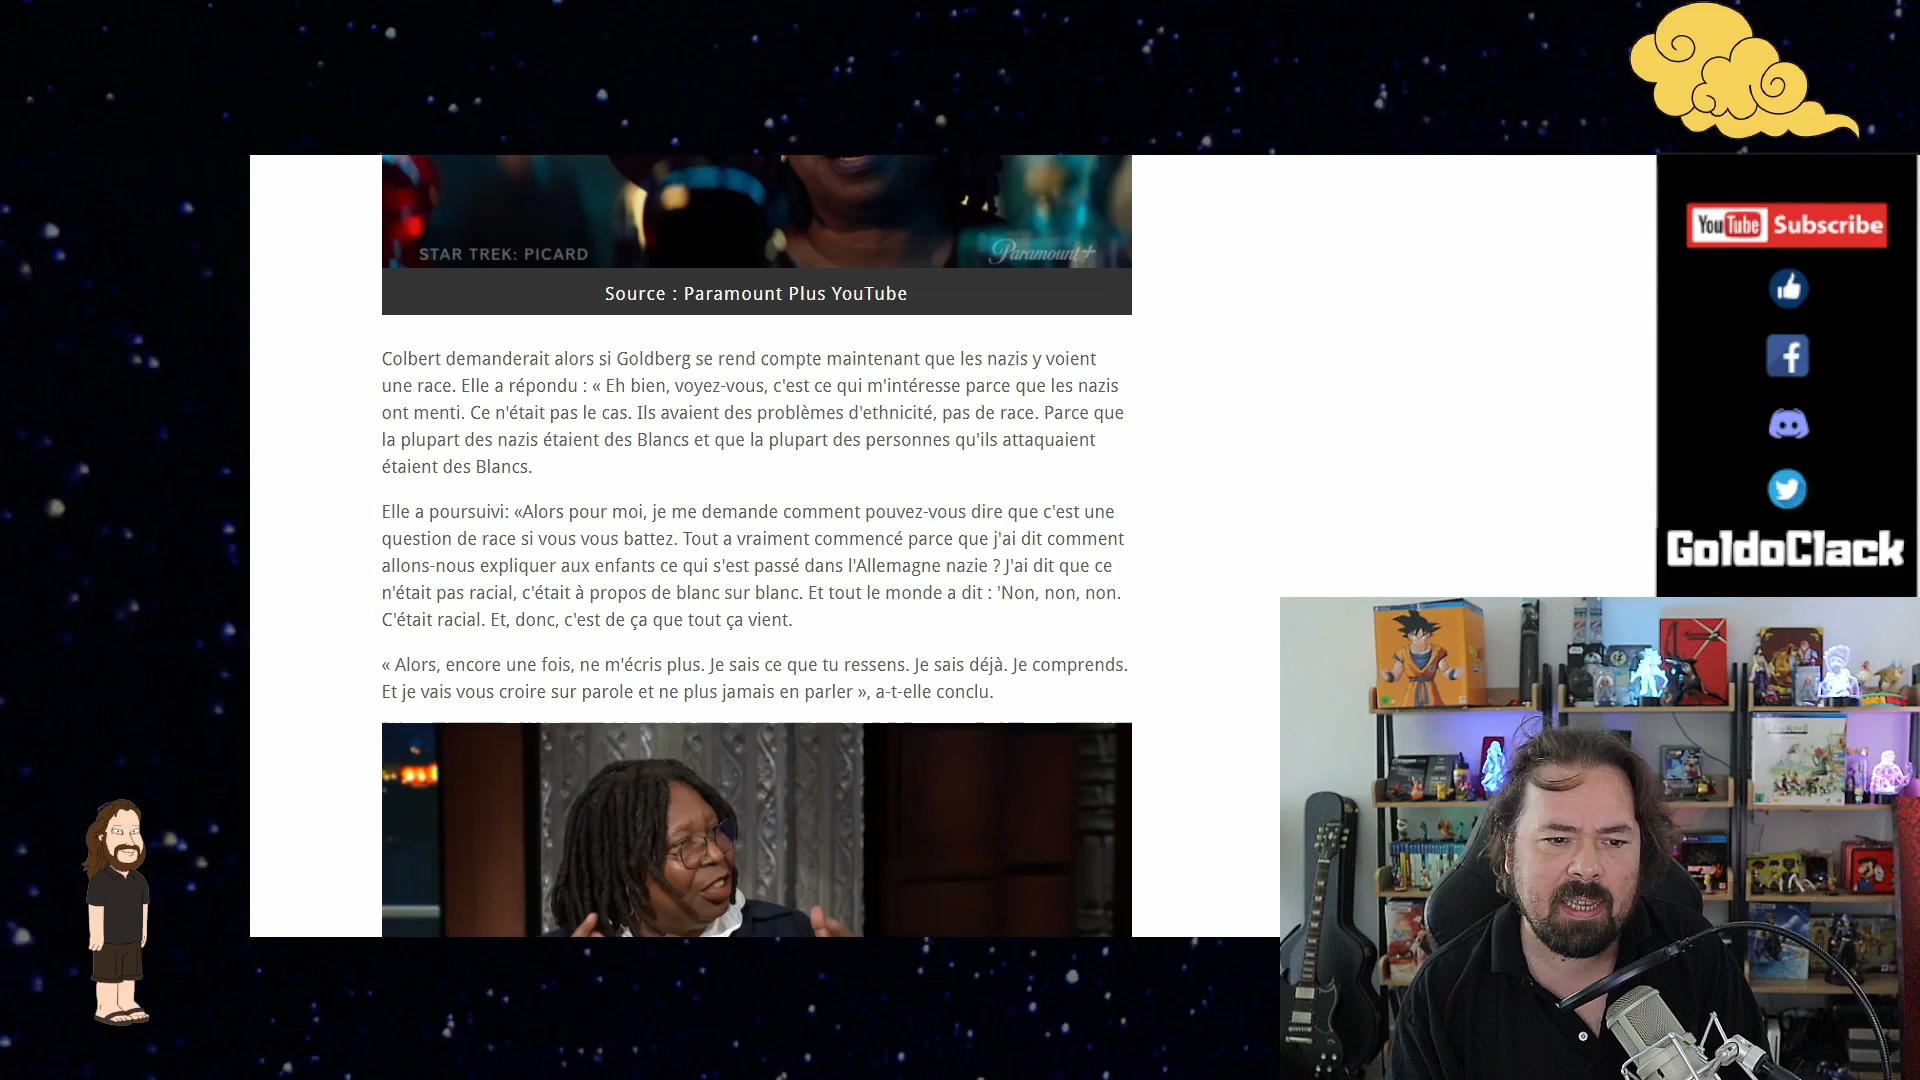 STAR TREK: PICARD
Paramount+
Source : Paramount Plus YouTube
Colbert demanderait alors si Goldberg se rend compte maintenant que les nazis y voient
une race. Elle a répondu : « Eh bien, voyez-vous, c'est ce qui m'intéresse parce que les nazis
ont menti. Ce n'était pas le cas. Ils avaient des problèmes d'ethnicité, pas de race. Parce que
la plupart des nazis étaient des Blancs et que la plupart des personnes qu'ils attaquaient
étaient des Blancs.
Elle a poursuivi: «Alors pour moi, je me demande comment pouvez-vous dire que c'est une
question de race si vous vous battez. Tout a vraiment commencé parce que j'ai dit comment
allons-nous expliquer aux enfants ce qui s'est passé dans l'Allemagne nazie ? J'ai dit que ce
n'était pas racial, c'était à propos de blanc sur blanc. Et tout le monde a dit : 'Non, non, non.
C'était racial. Et, donc, c'est de ça que tout ça vient.
« Alors, encore une fois, ne m'écris plus. Je sais ce que tu ressens. Je sais déjà. Je comprends.
Et je vais vous croire sur parole et ne plus jamais en parler », a-t-elle conclu.
YouTube Subscribe
GoldoClack